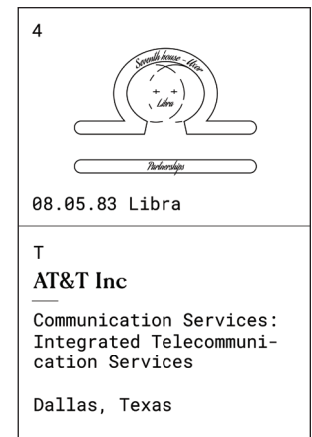 4
Seventh house - User
Libra
Partnerships
08.05.83 Libra
T
AT&T Inc
Communication Services:
Integrated Telecommuni-
cation Services
Dallas, Texas